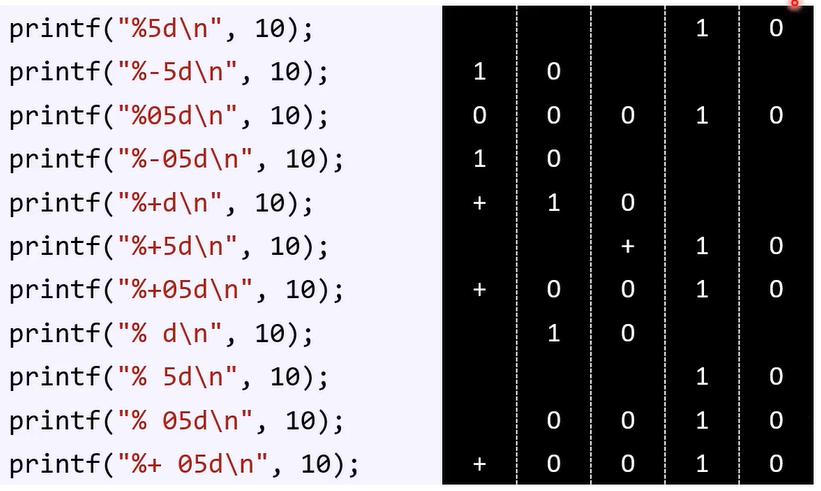 printf("%5d\n", 10); 1 0
printf("%-5d\n", 10); 1 0
printf("%05d\n", 10); 0 0 0 1 0
printf("%-05d\n", 10); 1 0
printf("%+d\n", 10); + 1 0
printf("%+5d\n", 10); + 1 0
printf("%+05d\n", 10); + 0 0 1 0
printf("% d\n", 10); 1 0
printf("% 5d\n", 10); 1 0
printf("% 05d\n", 10); 0 0 1 0
printf("%+ 05d\n", 10); + 0 0 1 0